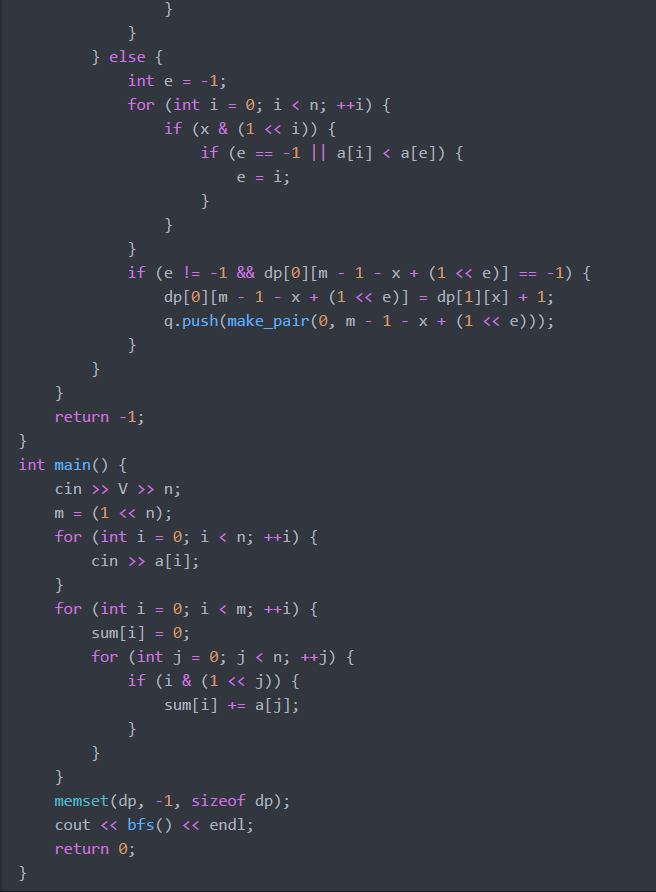 }
            }
        } else {
            int e = -1;
            for (int i = 0; i < n; ++i) {
                if (x & (1 << i)) {
                    if (e == -1 || a[i] < a[e]) {
                        e = i;
                    }
                }
            }
            if (e != -1 && dp[0][m - 1 - x + (1 << e)] == -1) {
                dp[0][m - 1 - x + (1 << e)] = dp[1][x] + 1;
                q.push(make_pair(0, m - 1 - x + (1 << e)));
            }
        }
    }
    return -1;
}
int main() {
    cin >> V >> n;
    m = (1 << n);
    for (int i = 0; i < n; ++i) {
        cin >> a[i];
    }
    for (int i = 0; i < m; ++i) {
        sum[i] = 0;
        for (int j = 0; j < n; ++j) {
            if (i & (1 << j)) {
                sum[i] += a[j];
            }
        }
    }
    memset(dp, -1, sizeof dp);
    cout << bfs() << endl;
    return 0;
}